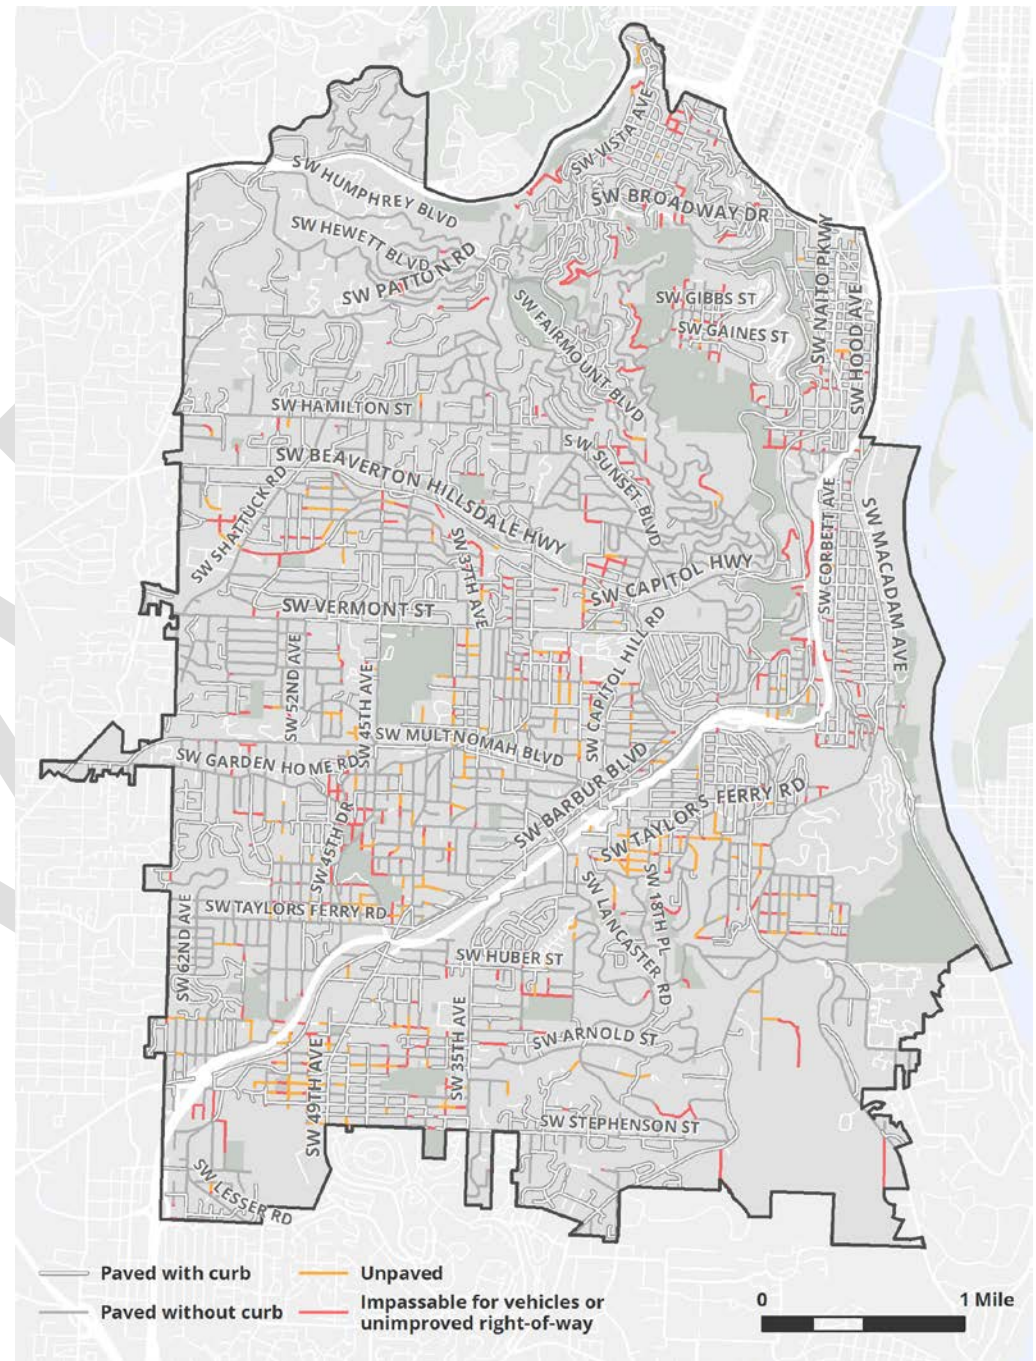 SW VISTA AVE
SW HUMPHREY BLVD
SW BROADWAY DR
SW HEWETT BLVD
SW PATTON RD
SW NAITO PKWY
SW GIBBS ST
SW FAIRMOUNT BLVD
SW GAINES ST
SW HOOD AVE
SW HAMILTON ST
SW SUNSET BLVD
SW BEAVERTON HILLSDALE HWY
SW SHATTUCK RD
SW CORBETT AVE
SW MACADAM AVE
SW 37TH AVE
SW CAPITOL HWY
SW VERMONT ST
SW CAPITOL HILL RD
SW 52ND AVE
SW 45TH AVE
SW MULTNOMAH BLVD
SW GARDEN HOME RD
SW BARBUR BLVD
SW TAYLORS FERRY RD
SW 45TH DR
SW 18TH PL
SW LANCASTER RD
SW TAYLORS FERRY RD
SW 62ND AVE
SW HUBER ST
SW 35TH AVE
SW ARNOLD ST
SW 49TH AVE
SW STEPHENSON ST
SW LESSER RD
Paved with curb
Unpaved
Paved without curb
Impassable for vehicles or
unimproved right-of-way
0
1 Mile